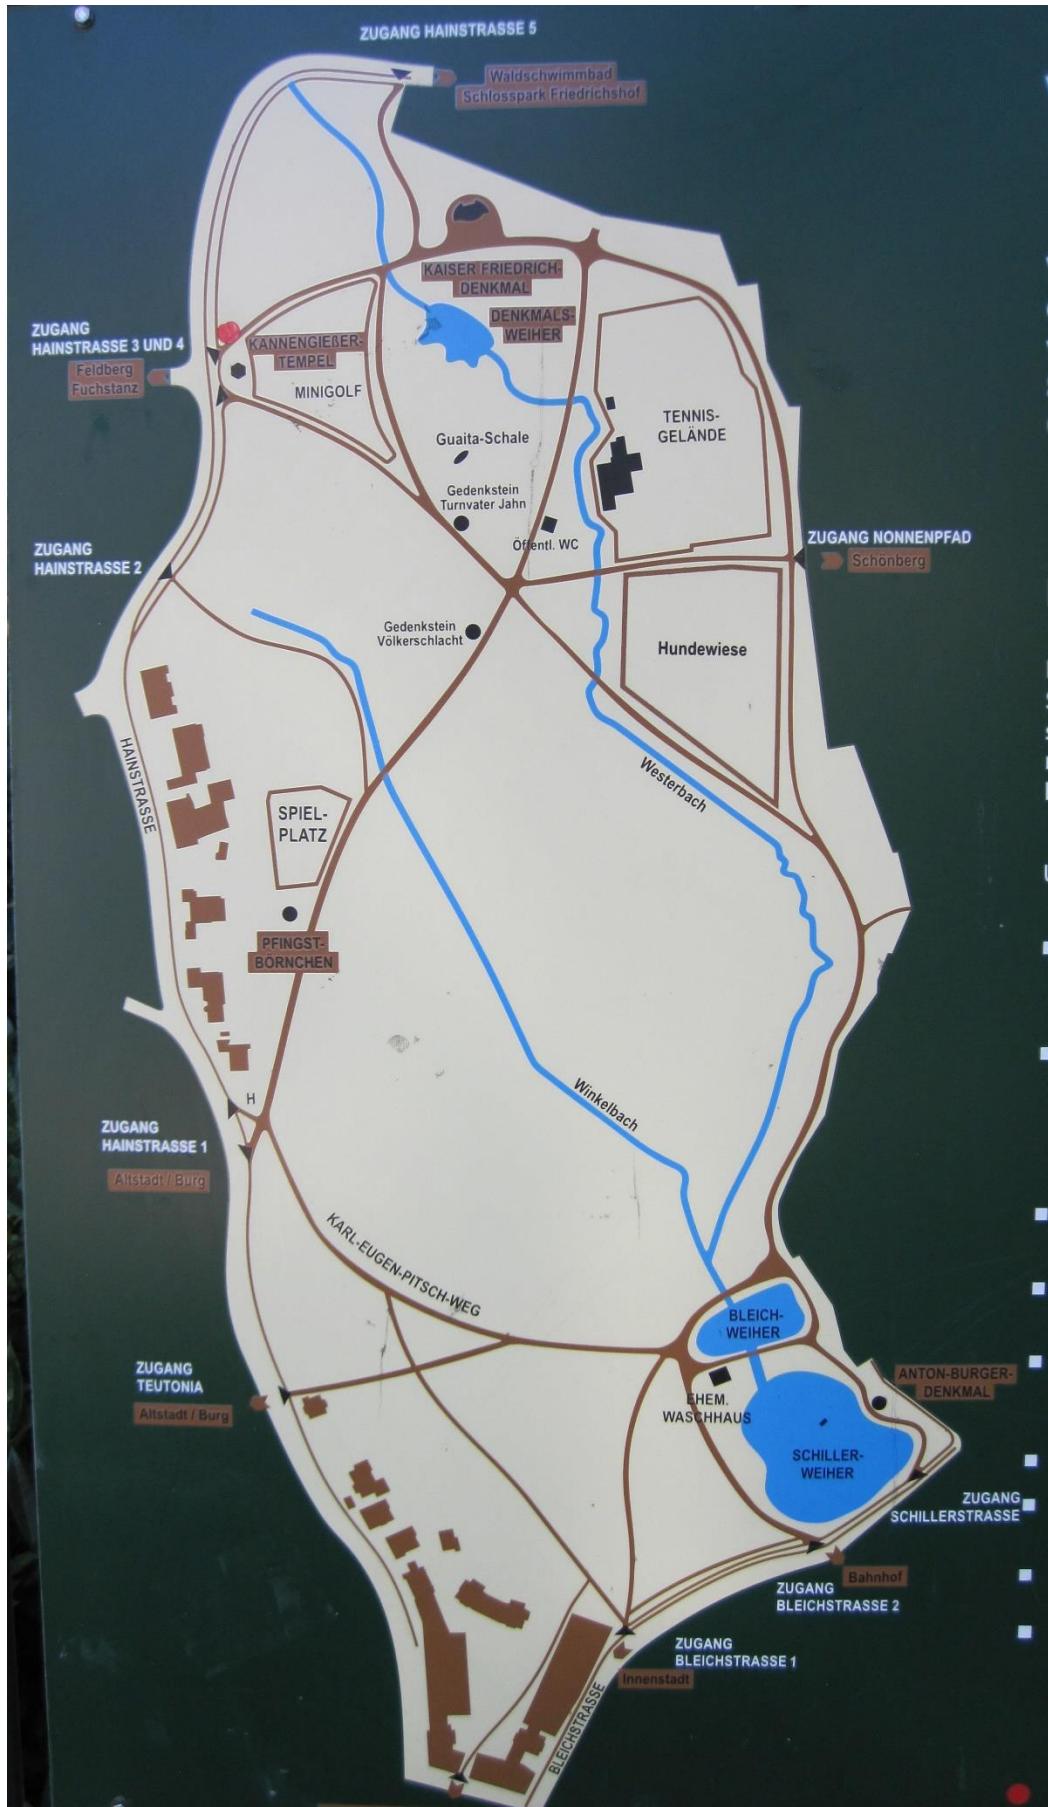 ZUGANG HAINSTRASSE 5
Waldschwimmbad
Schlosspark Friedrichshof
KAISER FRIEDRICH-
DENKMAL
DENKMALS-
WEIHER
ZUGANG
HAINSTRASSE 3 UND 4
Feldberg
Fuchstanz
KANNENGIEßER-
TEMPEL
MINIGOLF
TENNIS-
GELÄNDE
Guaita-Schale
Gedenkstein
Turnvater Jahn
Öffentl. WC
ZUGANG NONNENPFAD
Schönberg
ZUGANG
HAINSTRASSE 2
Gedenkstein
Völkerschlacht
Hundewiese
HAINSTRASSE
Westerbach
SPIEL-
PLATZ
PFINGST-
BÖRNCHEN
Winkelbach
H
ZUGANG
HAINSTRASSE 1
Altstadt / Burg
KARL-EUGEN-PITSCH-WEG
BLEICH-
WEIHER
ZUGANG
TEUTONIA
Altstadt / Burg
EHEM.
WASCHHAUS
ANTON-BURGER-
DENKMAL
SCHILLER-
WEIHER
ZUGANG
SCHILLERSTRASSE
Bahnhof
ZUGANG
BLEICHSTRASSE 2
ZUGANG
BLEICHSTRASSE 1
Innenstadt
BLEICHSTRASSE